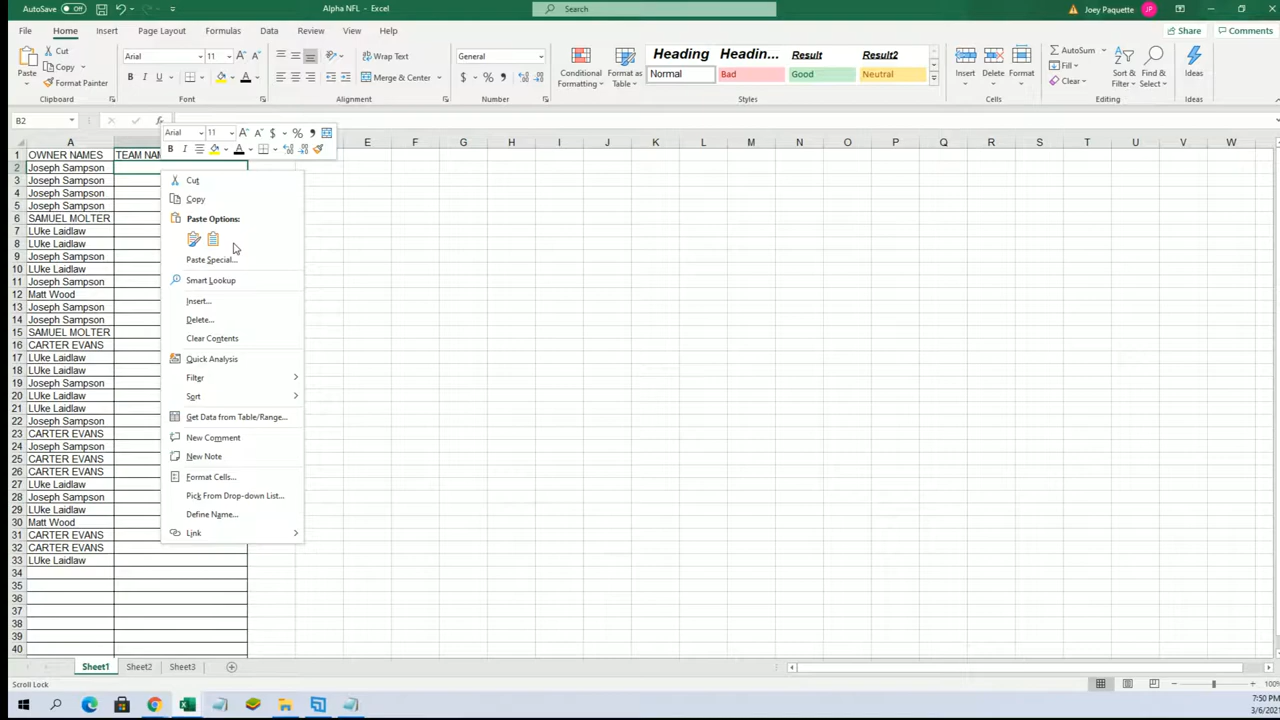 AutoSave Off Alpha NFL - Excel Search Joey Paquette JP
File Home Insert Page Layout Formulas Data Review View Help Share Comments
Cut
Copy
Format Painter
Paste
Clipboard
Arial 11
B I U
Font
Wrap Text
Merge & Center
Alignment
General
$ % 9
Number
Conditional Formatting
Format as Table
Heading Headin... Result Result2
Normal Bad Good Neutral
Styles
Insert Delete Format
Cells
AutoSum
Fill
Clear
Sort & Filter
Find & Select
Editing
Ideas
Ideas
B2 fx
Arial 11 A A $ % 9
B I A
A E F G H I J K L M N O P Q R S T U V W
1 OWNER NAMES TEAM NAM
2 Joseph Sampson
3 Joseph Sampson
4 Joseph Sampson
5 Joseph Sampson
6 SAMUEL MOLTER
7 LUke Laidlaw
8 LUke Laidlaw
9 Joseph Sampson
10 LUke Laidlaw
11 Joseph Sampson
12 Matt Wood
13 Joseph Sampson
14 Joseph Sampson
15 SAMUEL MOLTER
16 CARTER EVANS
17 LUke Laidlaw
18 LUke Laidlaw
19 Joseph Sampson
20 LUke Laidlaw
21 LUke Laidlaw
22 Joseph Sampson
23 CARTER EVANS
24 Joseph Sampson
25 CARTER EVANS
26 CARTER EVANS
27 LUke Laidlaw
28 Joseph Sampson
29 LUke Laidlaw
30 Matt Wood
31 CARTER EVANS
32 CARTER EVANS
33 LUke Laidlaw
34
35
36
37
38
39
40
Cut
Copy
Paste Options:
Paste Special...
Smart Lookup
Insert...
Delete...
Clear Contents
Quick Analysis
Filter
Sort
Get Data from Table/Range...
New Comment
New Note
Format Cells...
Pick From Drop-down List...
Define Name...
Link
Sheet1 Sheet2 Sheet3
Scroll Lock 100%
7:50 PM